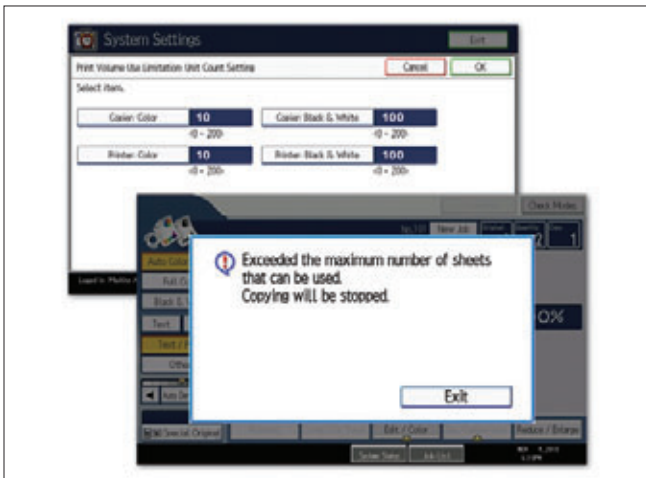 System Settings
Exit
Print Volume Use Limitation Unit Count Setting
Cancel
OK
Select item.
Copier: Color
10
Copier: Black & White
100
<0 - 200>
<0 - 200>
Printer: Color
10
Printer: Black & White
100
<0 - 200>
<0 - 200>
Check Modes
New Job
1
Auto Color
Full
Black &
Text
Text /
Exceeded the maximum number of sheets
that can be used.
Copying will be stopped.
0%
Exit
Special Original
Edit / Color
Reduce / Enlarge
Job List